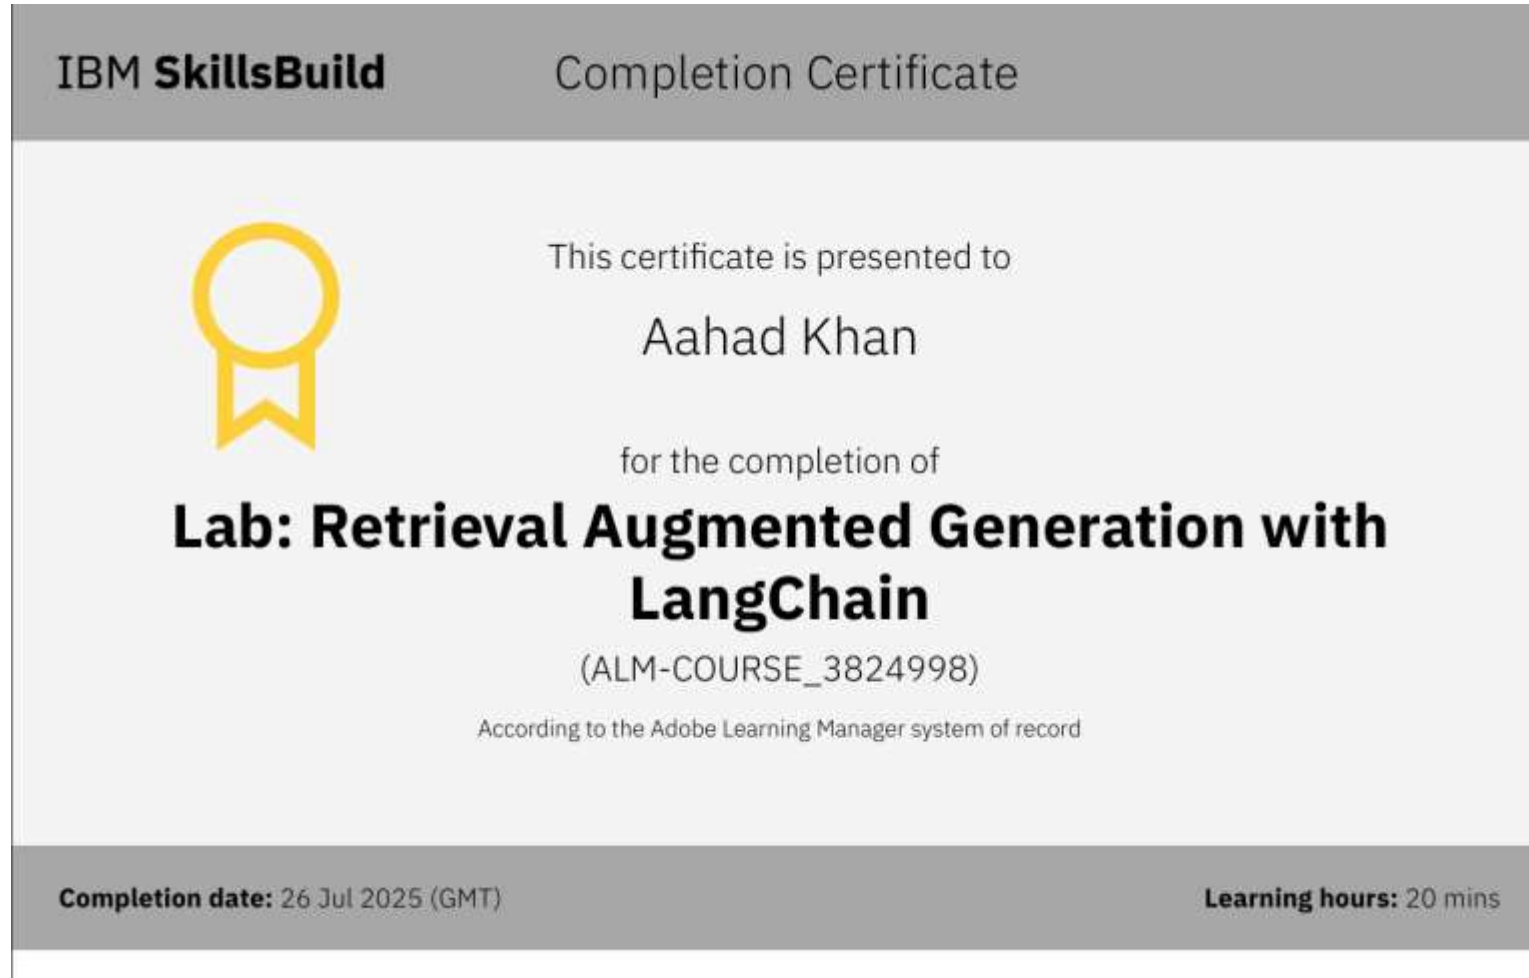 IBM SkillsBuild
Completion Certificate
This certificate is presented to
Aahad Khan
for the completion of
Lab: Retrieval Augmented Generation with
LangChain
(ALM-COURSE_3824998)
According to the Adobe Learning Manager system of record
Completion date: 26 Jul 2025 (GMT)
Learning hours: 20 mins